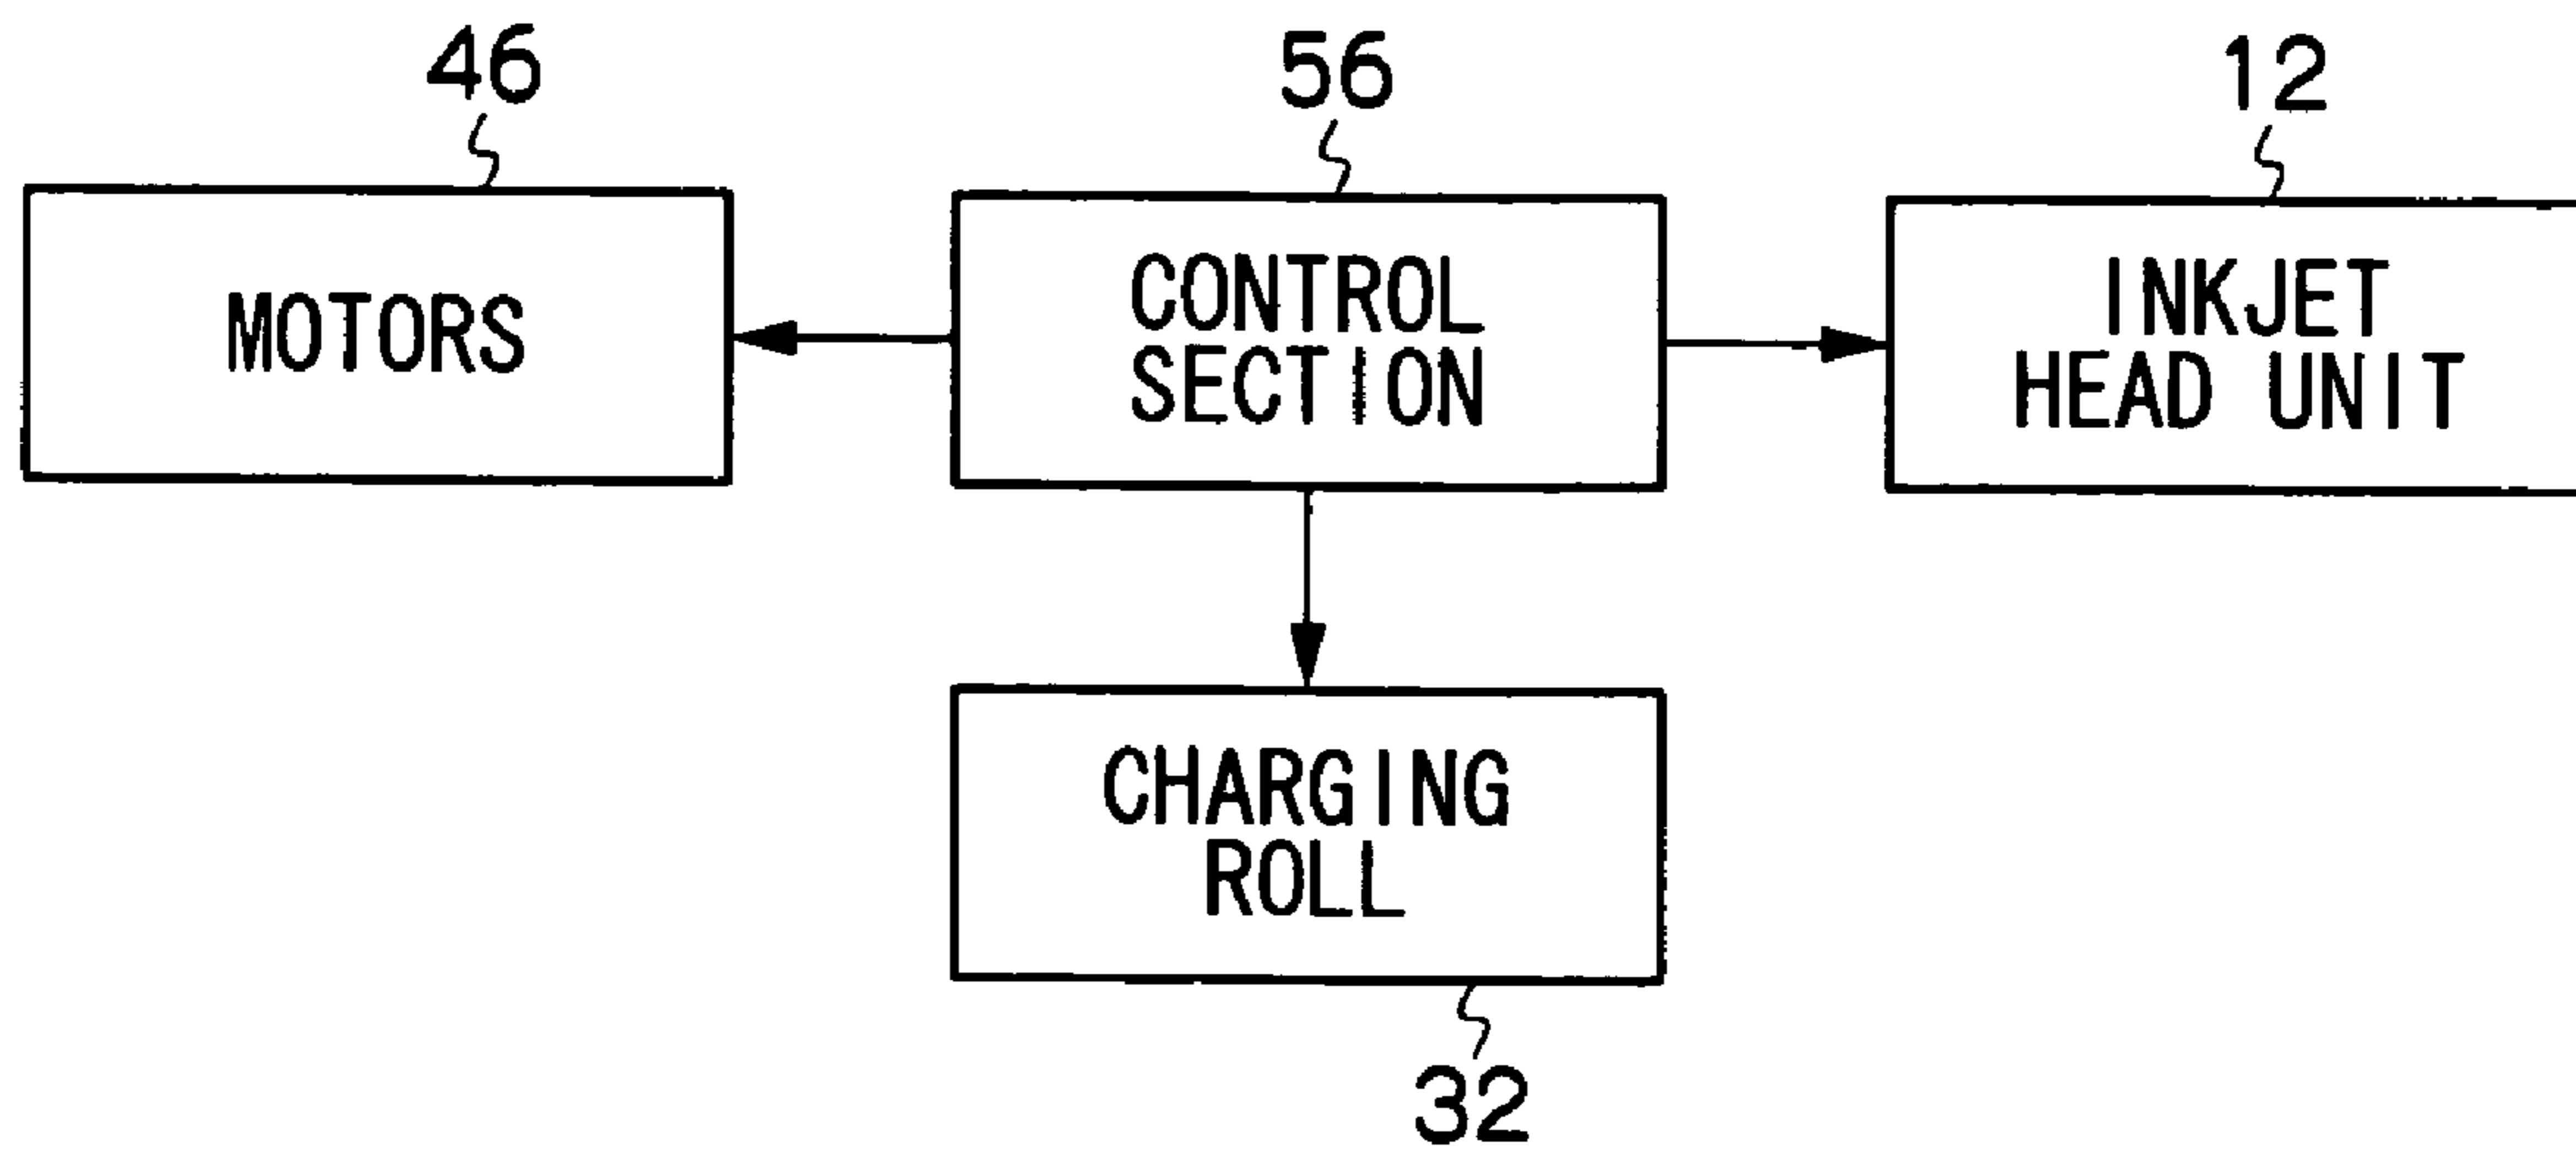 46
56
12
MOTORS
CONTROL
SECTION
INKJET
HEAD UNIT
CHARGING
ROLL
32